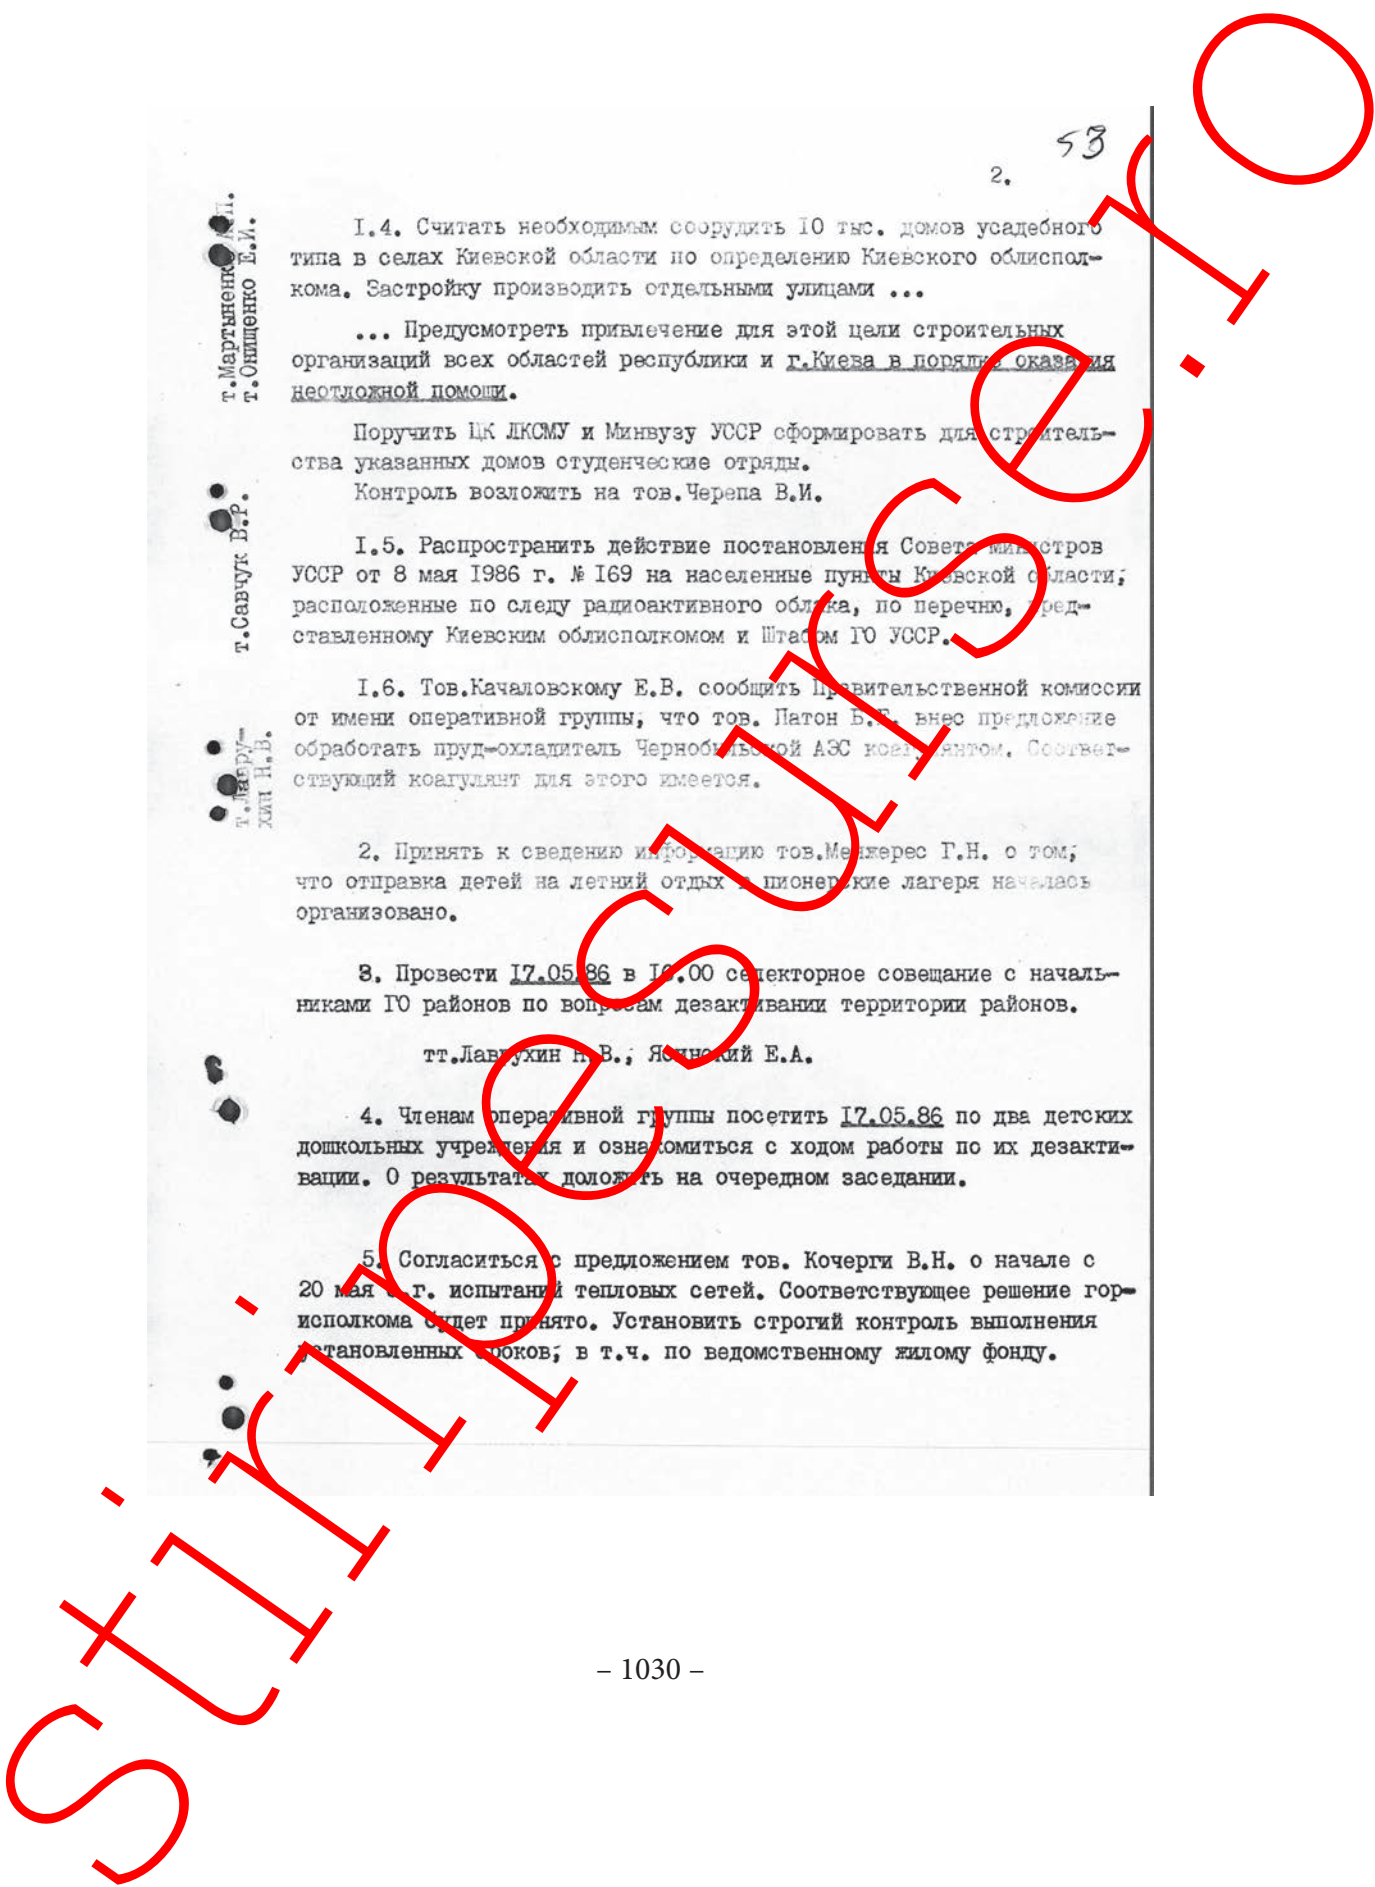 53
2.
I.4. Считать необходимым соорудить IO тыс. домов усадебного
типа в селах Киевской области по определению Киевского облиспол-
кома. Застройку производить отдельными улицами ...
... Предусмотреть привлечение для этой цели строительных
организаций всех областей республики и г.Киева в порядке оказания
неотложной помощи.
Поручить ЦК ЛКСМУ и Минвузу УССР сформировать для строитель-
ства указанных домов студенческие отряды.
Контроль возложить на тов.Черепа В.И.
т.Мартыненко
т.Онищенко Е.И.
I.5. Распространить действие постановления Совета министров
УССР от 8 мая I986 г. № I69 на населенные пункты Киевской области,
расположенные по следу радиоактивного облака, по перечню, пред-
ставленному Киевским облисполкомом и Штабом ГО УССР.
т.Савчук В.Р.
I.6. Тов.Качаловскому Е.В. сообщить Правительственной комиссии
от имени оперативной группы, что тов. Патон Б.Е. внес предложение
обработать пруд-охладитель Чернобыльской АЭС коагулянтом. Соответ-
ствующий коагулянт для этого имеется.
т.Лавру-
хин Н.В.
2. Принять к сведению информацию тов.Менжерес Г.Н. о том,
что отправка детей на летний отдых в пионерские лагеря началась
организовано.
3. Провести I7.05.86 в I6.00 селекторное совещание с началь-
никами ГО районов по вопросам дезактивании территории районов.
тт.Лаврухин Н.В., Ясинский Е.А.
4. Членам оперативной группы посетить I7.05.86 по два детских
дошкольных учреждения и ознакомиться с ходом работы по их дезакти-
вации. О результатах доложить на очередном заседании.
5. Согласиться с предложением тов. Кочерги В.Н. о начале с
20 мая с.г. испытаний тепловых сетей. Соответствующее решение гор-
исполкома будет принято. Установить строгий контроль выполнения
установленных сроков, в т.ч. по ведомственному жилому фонду.
– 1030 –
stiripesurse.ro